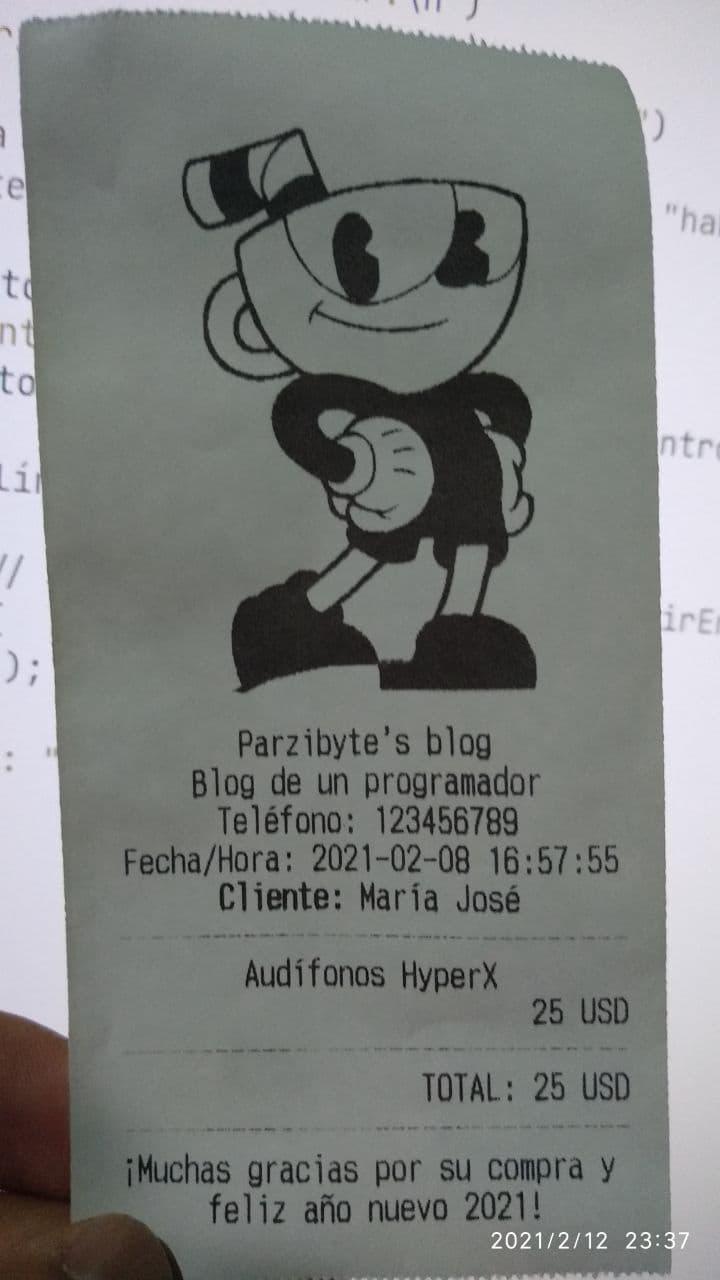 Parzibyte's blog
Blog de un programador
Teléfono: 123456789
Fecha/Hora: 2021-02-08 16:57:55
Cliente: María José
Audífonos HyperX
25 USD
TOTAL: 25 USD
¡Muchas gracias por su compra y
feliz año nuevo 2021!
2021/2/12 23:37